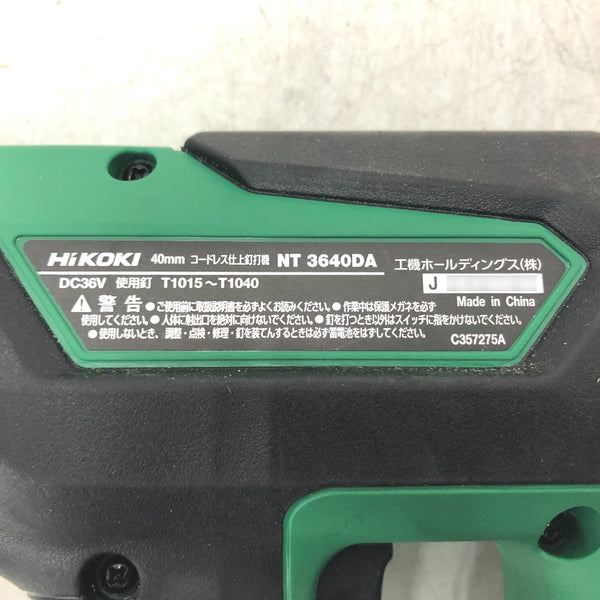 HiKOKI 40mm コードレス仕上釘打機 NT 3640DA 工機ホールディングス(株)
DC36V 使用釘 T1015～T1040
J
Made in China
警告 ●ご使用前に取扱説明書を必ずよくお読みください。●作業中は保護メガネを必ず
使用してください。●人体に射出口を絶対に向けないでください。●釘を打つとき以外はスイッチに指をかけないでください。
●使用しないとき、調整・点検・修理・釘を装てんするときは必ず蓄電池をはずしてください。
C357275A